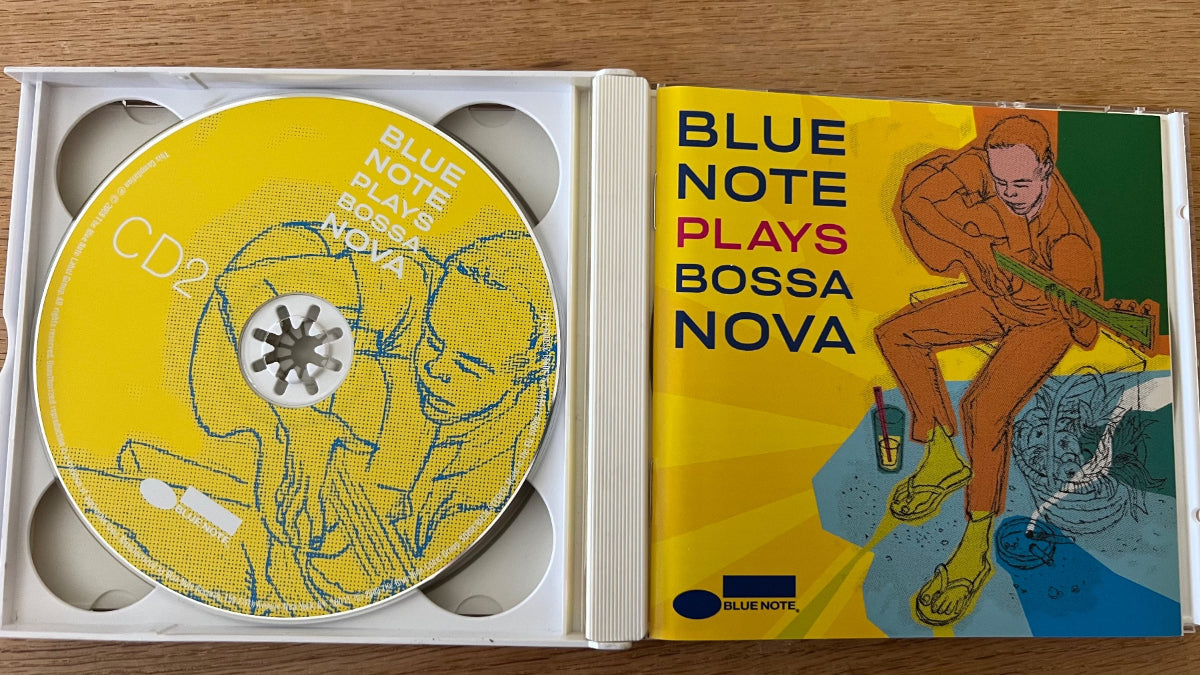 BLUE
NOTE
PLAYS
BOSSA
NOVA
CD2
BLUE NOTE
BLUE
NOTE
PLAYS
BOSSA
NOVA
BLUE NOTE®